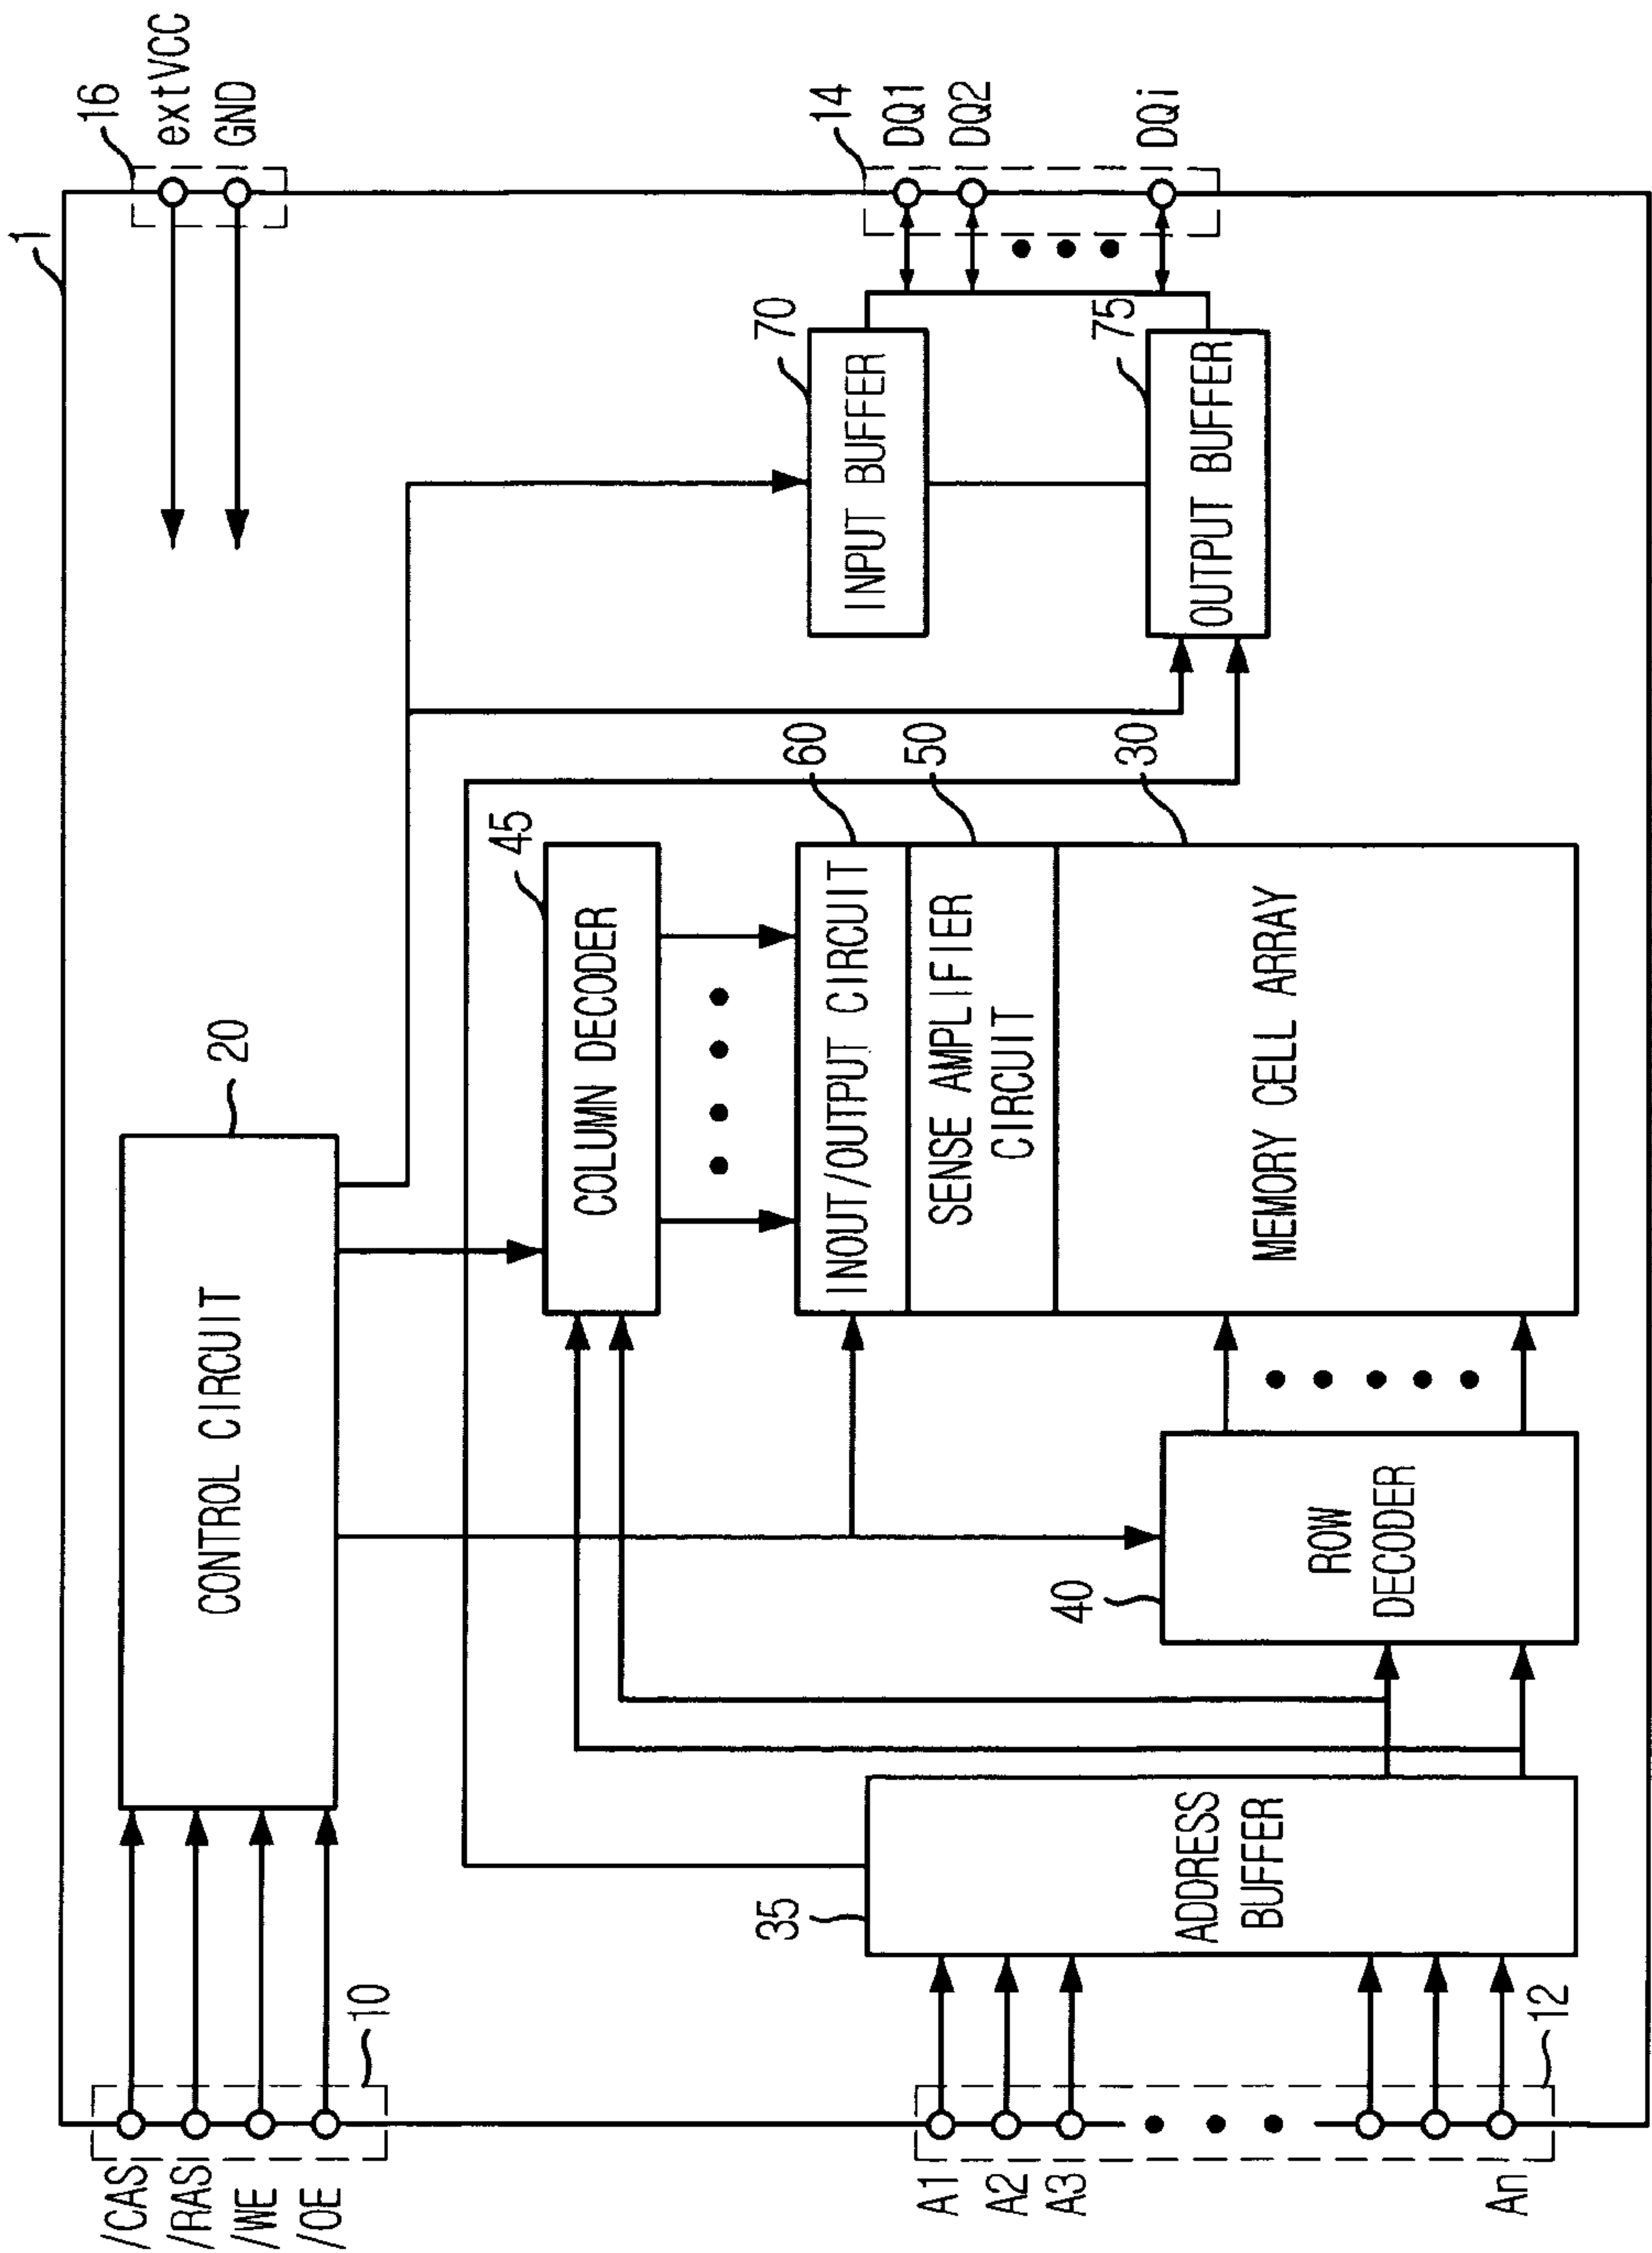 1
16
extVCC
GND
/CAS
/RAS
/WE
/OE
10
20
CONTROL CIRCUIT
45
COLUMN DECODER
60
INOUT/OUTPUT CIRCUIT
50
SENSE AMPLIFIER
CIRCUIT
30
MEMORY CELL ARRAY
40
ROW
DECODER
35
ADDRESS
BUFFER
A1
A2
A3
An
12
70
INPUT BUFFER
75
OUTPUT BUFFER
14
DQ1
DQ2
DQi